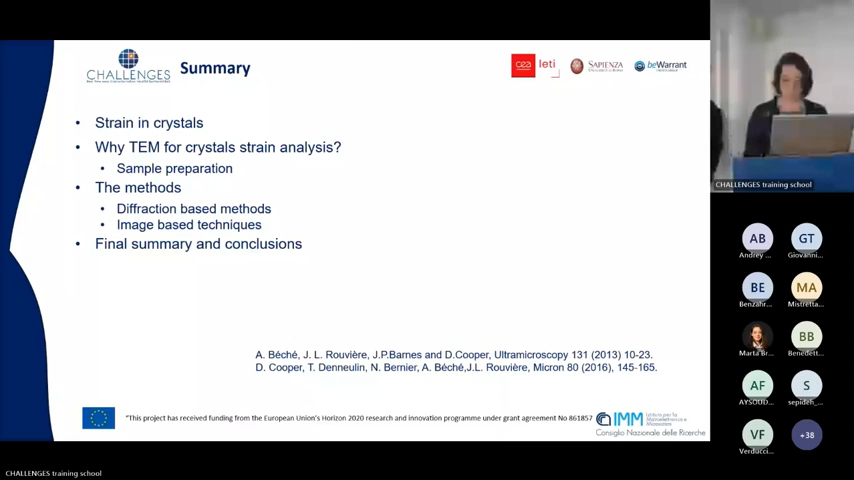 CHALLENGES
Summary
cea leti
SAPIENZA
beWarrant
• Strain in crystals
• Why TEM for crystals strain analysis?
• Sample preparation
• The methods
• Diffraction based methods
• Image based techniques
• Final summary and conclusions
A. Béché, J. L. Rouvière, J.P.Barnes and D.Cooper, Ultramicroscopy 131 (2013) 10-23.
D. Cooper, T. Denneulin, N. Bernier, A. Béché,J.L. Rouvière, Micron 80 (2016), 145-165.
"This project has received funding from the European Union's Horizon 2020 research and innovation programme under grant agreement No 861857
IMM
Consiglio Nazionale delle Ricerche
CHALLENGES training school
AB
Andrey ...
GT
Giovanni...
BE
Benzahr...
MA
Mistretta...
Marta Br...
BB
Benedett...
AF
AYSOUD...
S
sepideh_...
VF
Verducci...
+38
CHALLENGES training school